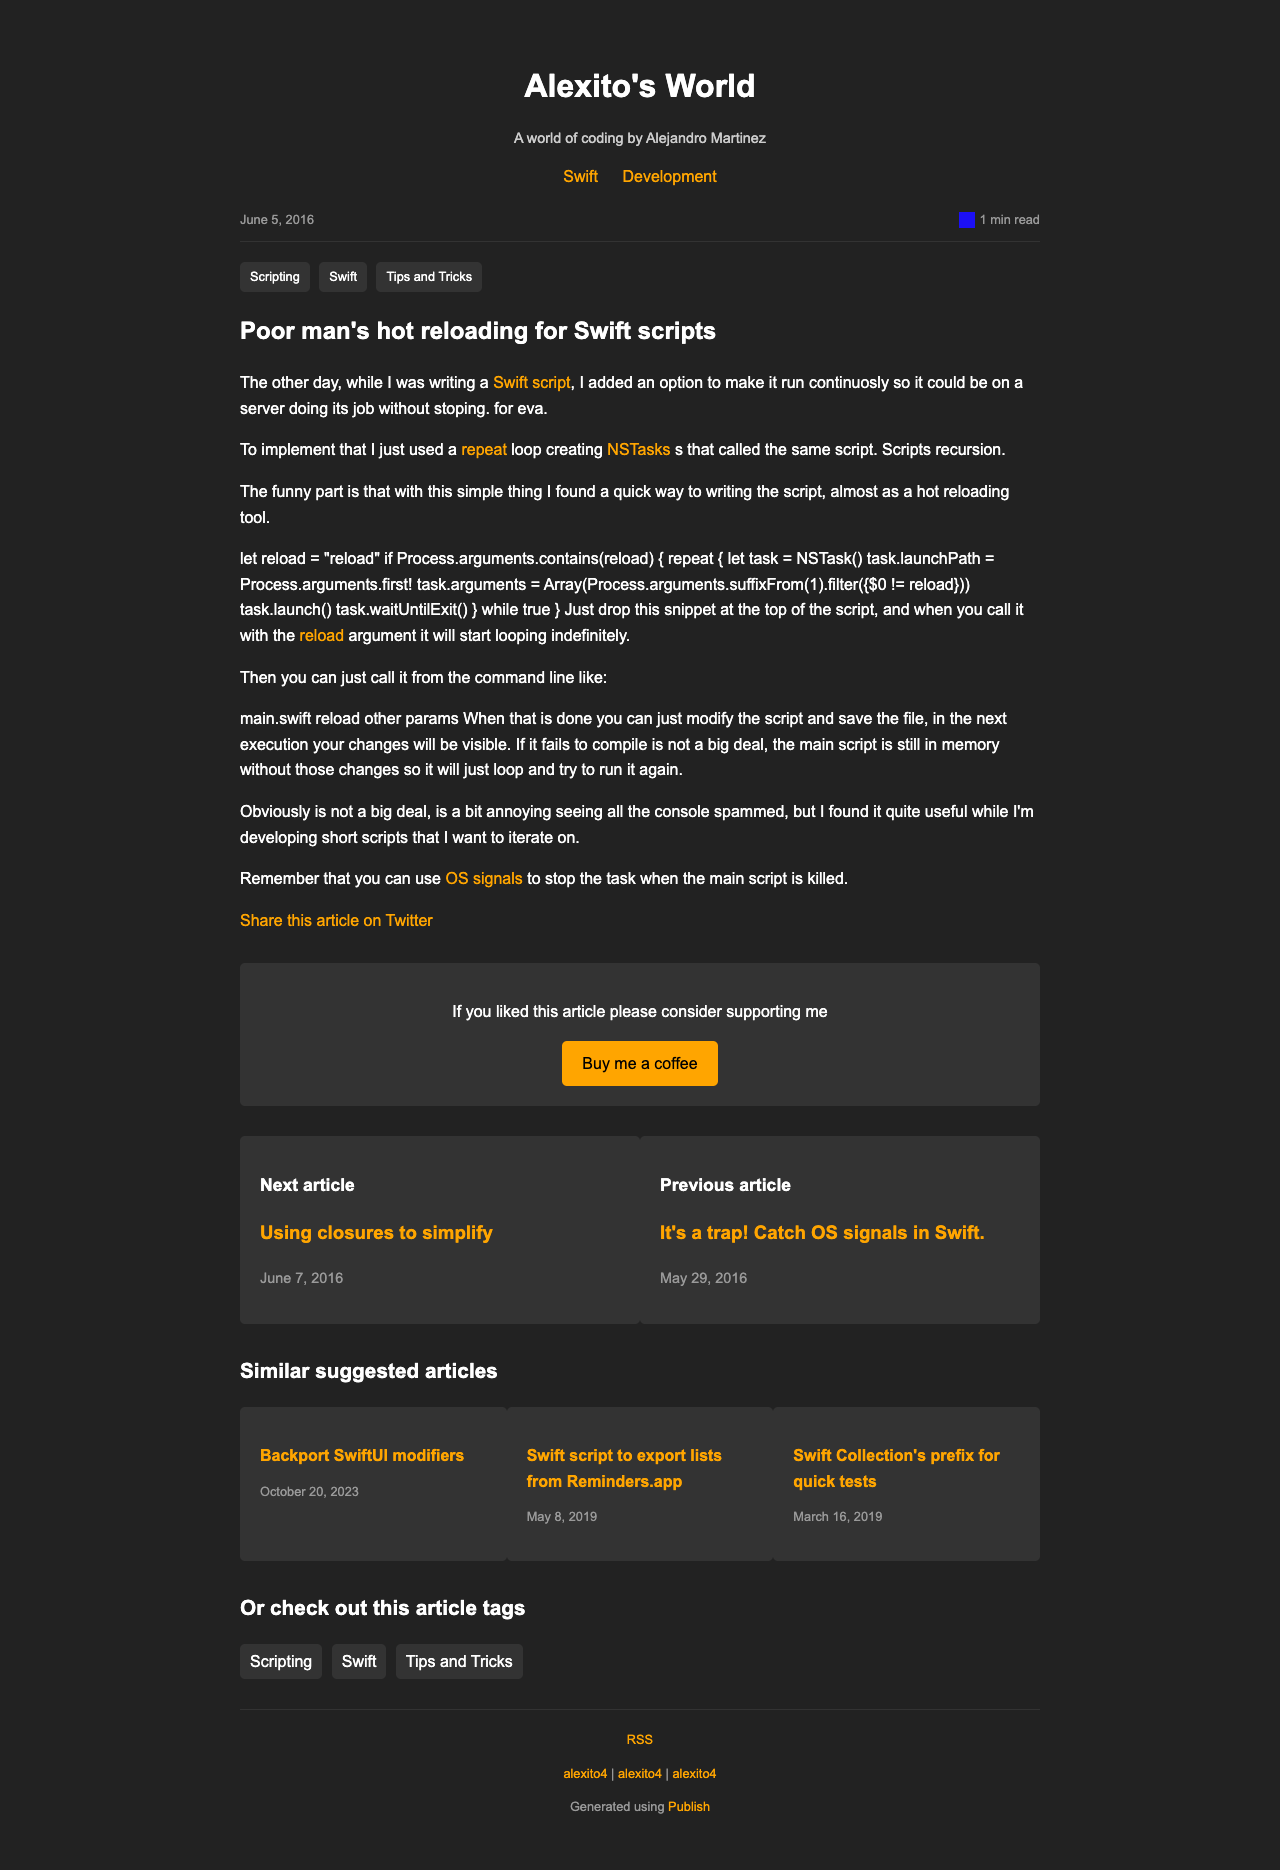 Alexito's World
A world of coding by Alejandro Martinez
Swift Development
June 5, 2016
1 min read
Scripting Swift Tips and Tricks
Poor man's hot reloading for Swift scripts
The other day, while I was writing a Swift script, I added an option to make it run continuosly so it could be on a
server doing its job without stoping. for eva.
To implement that I just used a repeat loop creating NSTasks s that called the same script. Scripts recursion.
The funny part is that with this simple thing I found a quick way to writing the script, almost as a hot reloading
tool.
let reload = "reload" if Process.arguments.contains(reload) { repeat { let task = NSTask() task.launchPath =
Process.arguments.first! task.arguments = Array(Process.arguments.suffixFrom(1).filter({$0 != reload}))
task.launch() task.waitUntilExit() } while true } Just drop this snippet at the top of the script, and when you call it
with the reload argument it will start looping indefinitely.
Then you can just call it from the command line like:
main.swift reload other params When that is done you can just modify the script and save the file, in the next
execution your changes will be visible. If it fails to compile is not a big deal, the main script is still in memory
without those changes so it will just loop and try to run it again.
Obviously is not a big deal, is a bit annoying seeing all the console spammed, but I found it quite useful while I'm
developing short scripts that I want to iterate on.
Remember that you can use OS signals to stop the task when the main script is killed.
Share this article on Twitter
If you liked this article please consider supporting me
Buy me a coffee
Next article
Using closures to simplify
June 7, 2016
Previous article
It's a trap! Catch OS signals in Swift.
May 29, 2016
Similar suggested articles
Backport SwiftUI modifiers
October 20, 2023
Swift script to export lists
from Reminders.app
May 8, 2019
Swift Collection's prefix for
quick tests
March 16, 2019
Or check out this article tags
Scripting Swift Tips and Tricks
RSS
alexito4 | alexito4 | alexito4
Generated using Publish